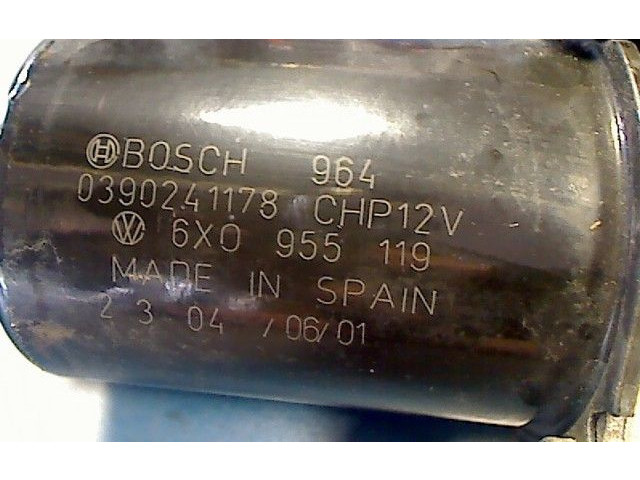 BOSCH 964
0390241178 CHP12V
6X0 955 119
MADE IN SPAIN
2 3 04 /06/01